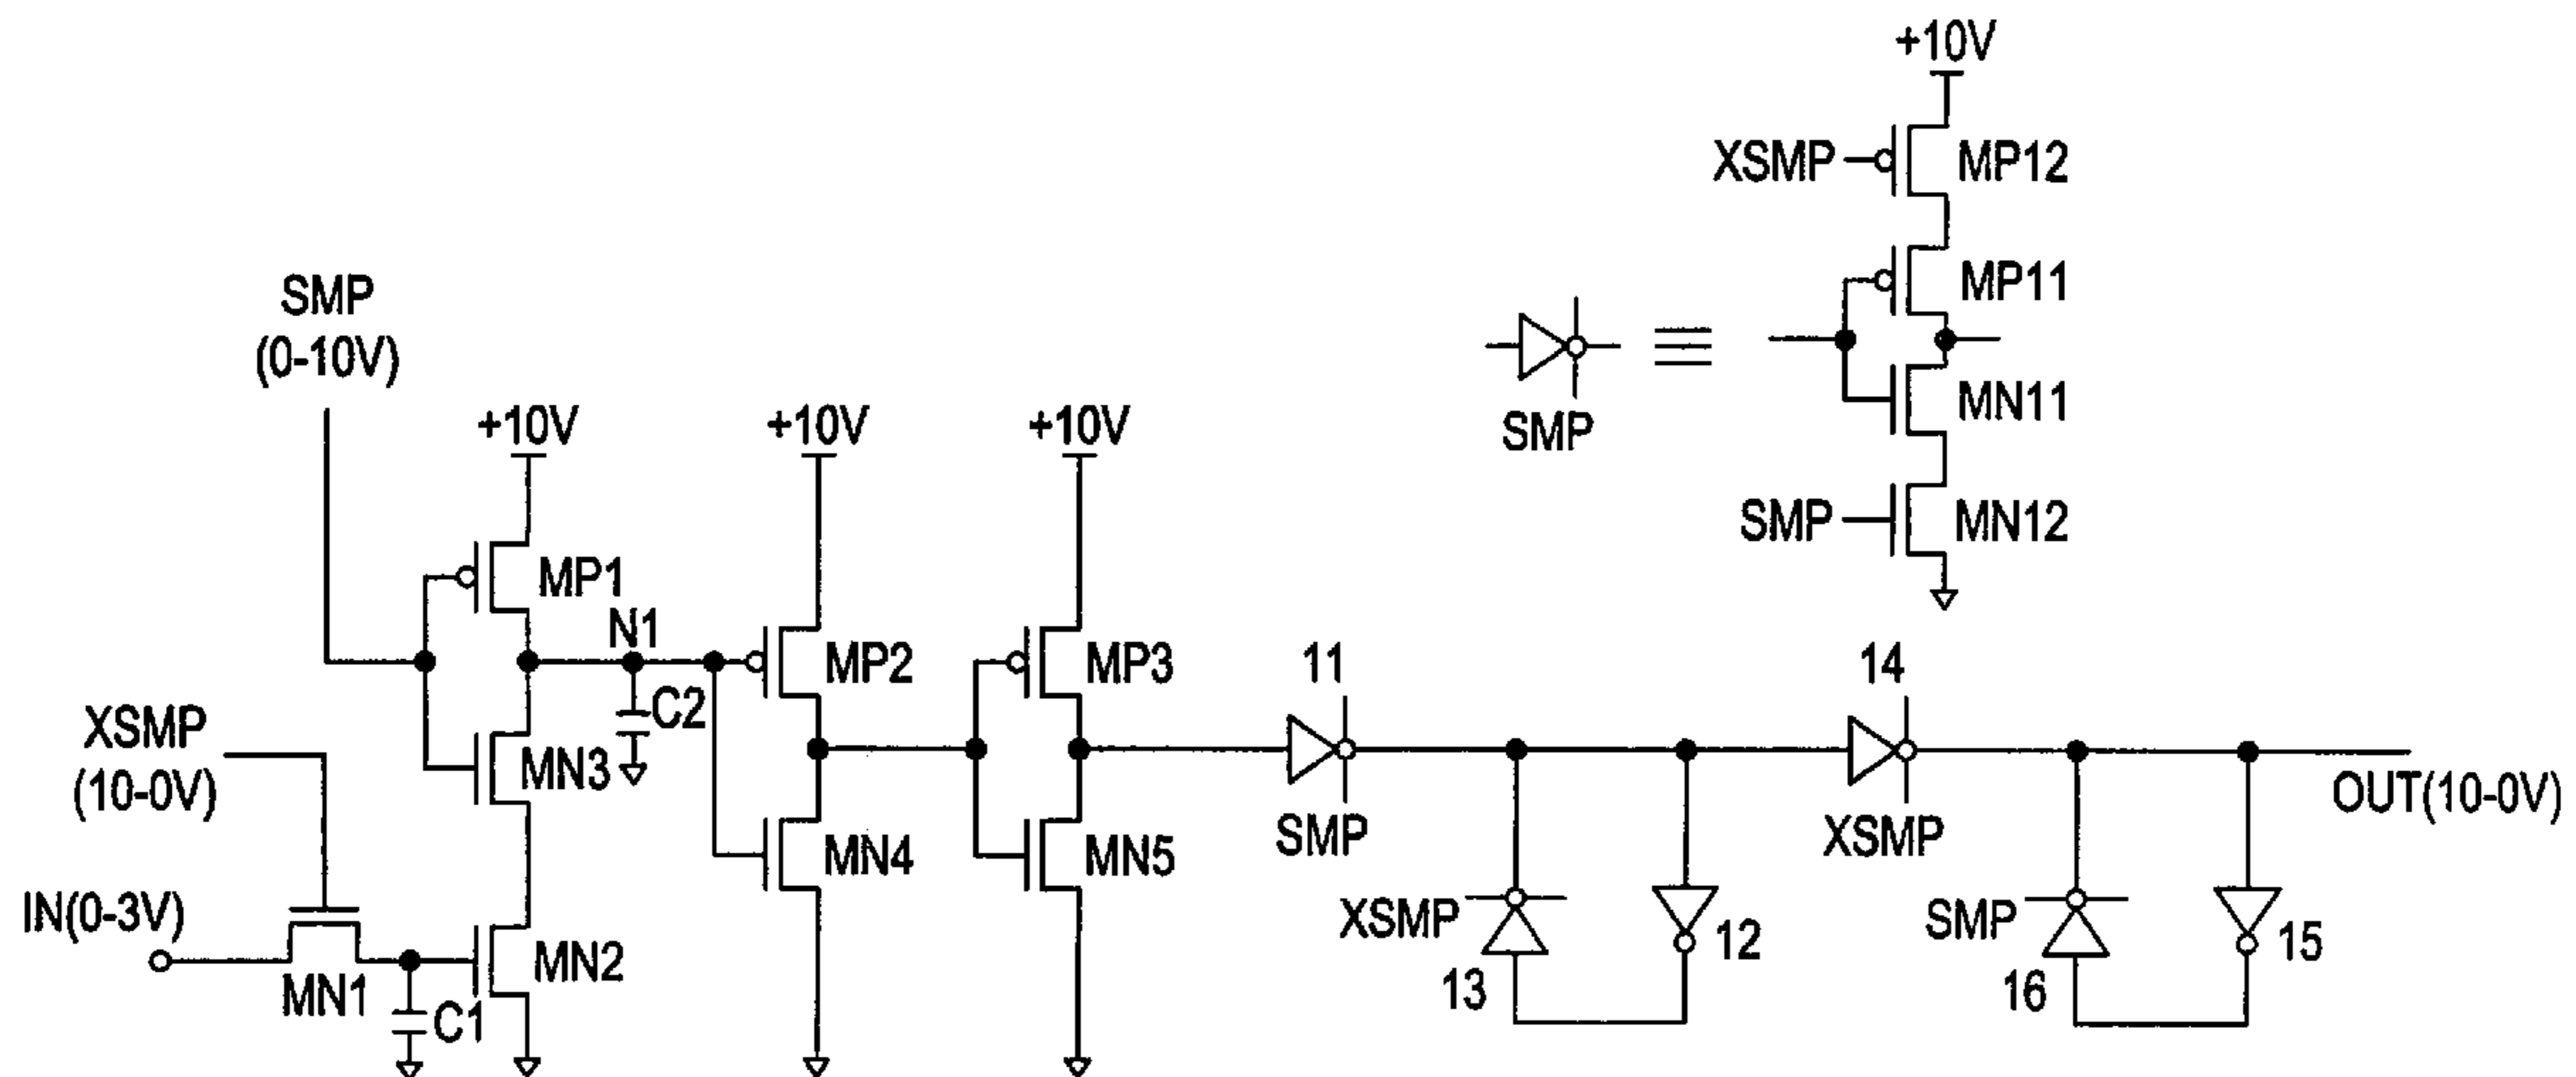 +10V
XSMP
MP12
MP11
SMP
(0-10V)
MN11
SMP
+10V
+10V
+10V
SMP
MN12
MP1
N1
MP2
MP3
11
14
C2
XSMP
(10-0V)
MN3
OUT(10-0V)
SMP
XSMP
MN4
MN5
IN(0-3V)
XSMP
SMP
MN2
12
15
MN1
13
16
C1